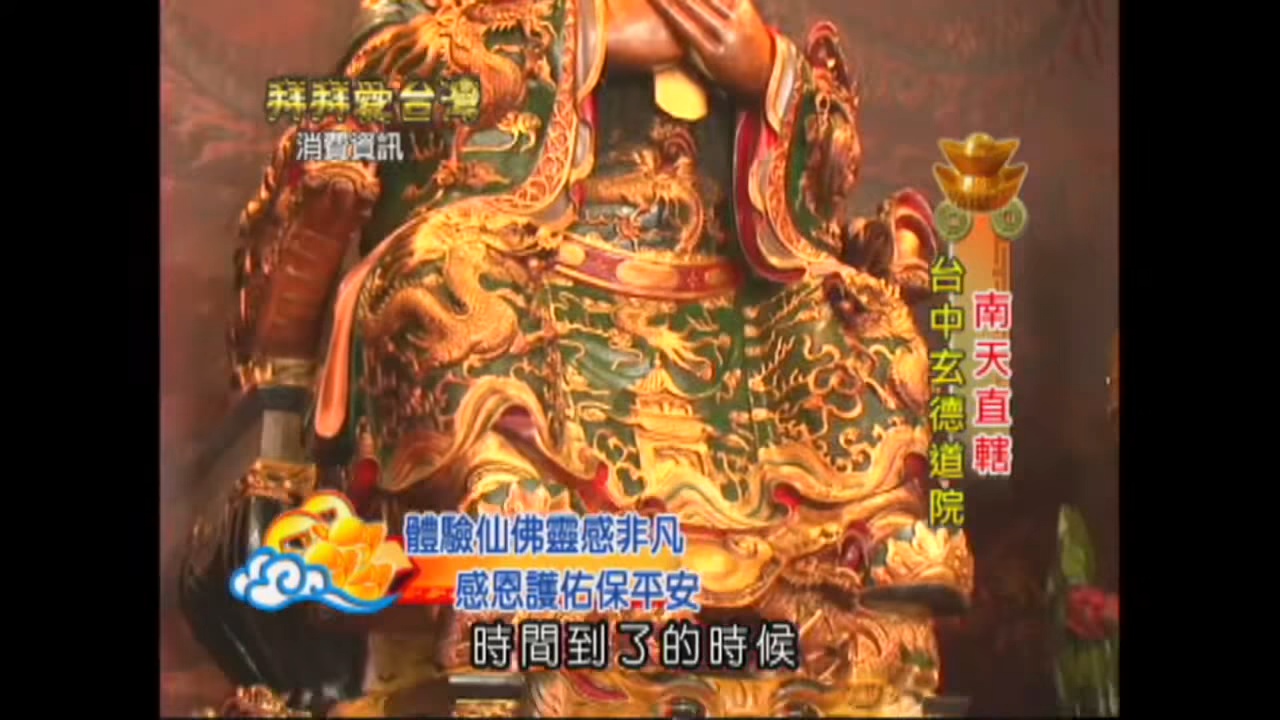 拜拜愛台灣
消費資訊
南天直轄
台中玄德道院
體驗仙佛靈感非凡
感恩護佑保平安
時間到了的時候